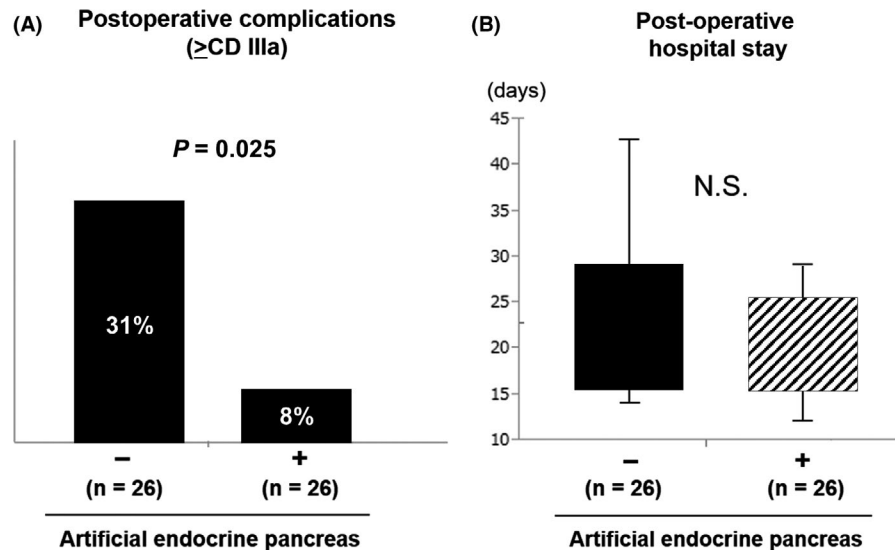 (A)
Postoperative complications
(≥CD IIIa)
P = 0.025
31%
8%
−
+
(n = 26)
(n = 26)
Artificial endocrine pancreas
(B)
Post-operative
hospital stay
(days)
45
40
35
30
25
20
15
10
N.S.
−
+
(n = 26)
(n = 26)
Artificial endocrine pancreas